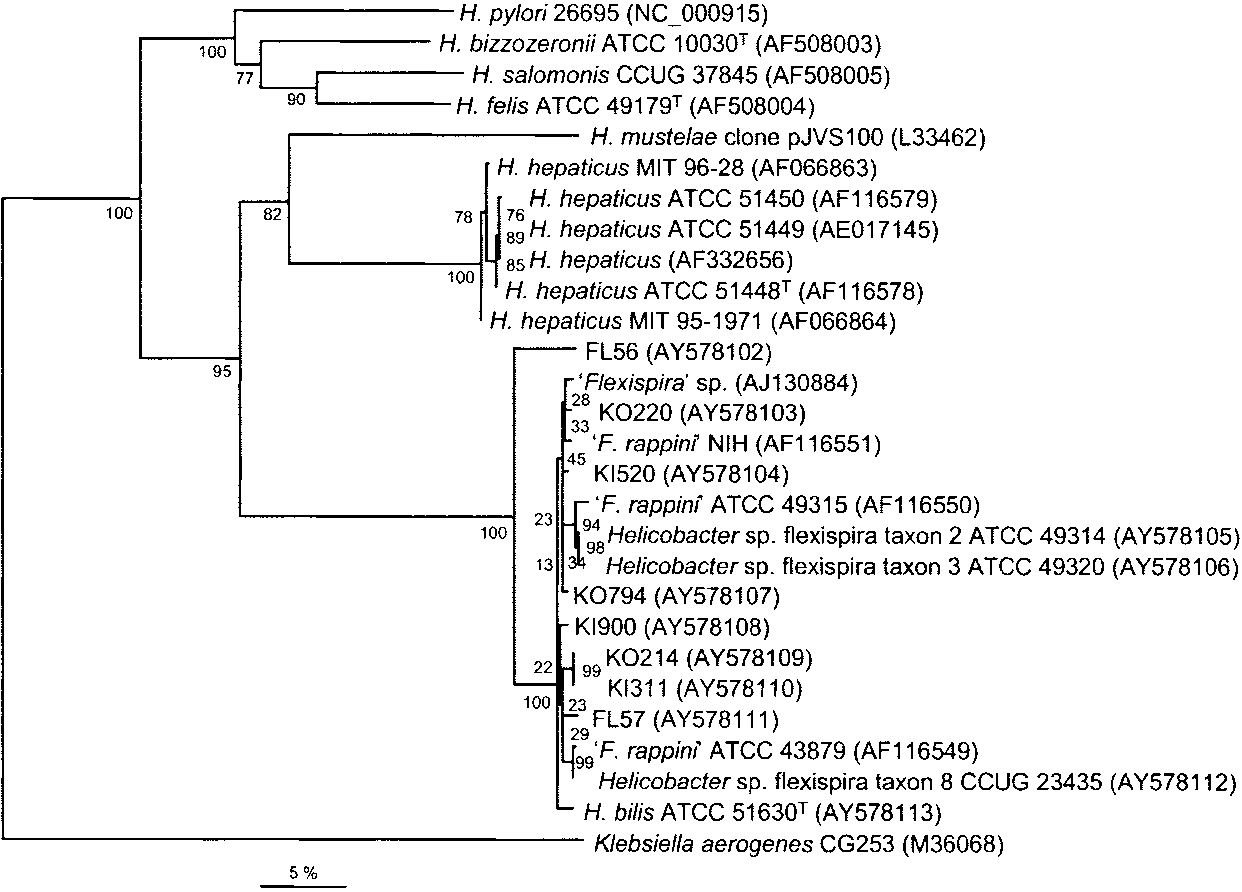 H. pylori 26695 (NC_000915)
100
H. bizzozeronii ATCC 10030T (AF508003)
77
H. salomonis CCUG 37845 (AF508005)
90
H. felis ATCC 49179T (AF508004)
H. mustelae clone pJVS100 (L33462)
H. hepaticus MIT 96-28 (AF066863)
H. hepaticus ATCC 51450 (AF116579)
100
82
78
76
H. hepaticus ATCC 51449 (AE017145)
89
H. hepaticus (AF332656)
85
100
H. hepaticus ATCC 51448T (AF116578)
H. hepaticus MIT 95-1971 (AF066864)
FL56 (AY578102)
95
'Flexispira' sp. (AJ130884)
28
KO220 (AY578103)
33
'F. rappini' NIH (AF116551)
45
KI520 (AY578104)
'F. rappini' ATCC 49315 (AF116550)
100
23
94
Helicobacter sp. flexispira taxon 2 ATCC 49314 (AY578105)
98
13
34
Helicobacter sp. flexispira taxon 3 ATCC 49320 (AY578106)
KO794 (AY578107)
KI900 (AY578108)
KO214 (AY578109)
22
99
KI311 (AY578110)
100
23
FL57 (AY578111)
29
'F. rappini' ATCC 43879 (AF116549)
99
Helicobacter sp. flexispira taxon 8 CCUG 23435 (AY578112)
H. bilis ATCC 51630T (AY578113)
Klebsiella aerogenes CG253 (M36068)
5 %